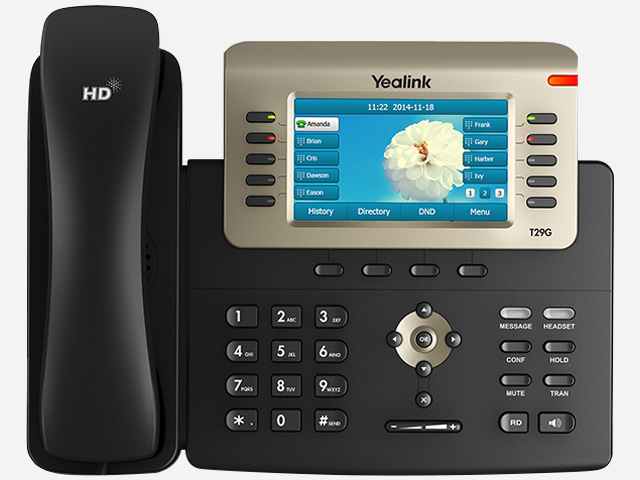 HD
Yealink
11:22 2014-11-18
Amanda
Frank
Brian
Gary
Cris
Harber
Dawson
Ivy
Eason
1 2 3
History Directory DND Menu
T29G
OK
1 2 ABC 3 DEF
4 GHI 5 JKL 6 MNO
7 PQRS 8 TUV 9 WXYZ
*. 0 # SEND
X
- +
MESSAGE HEADSET
CONF HOLD
MUTE TRAN
RD